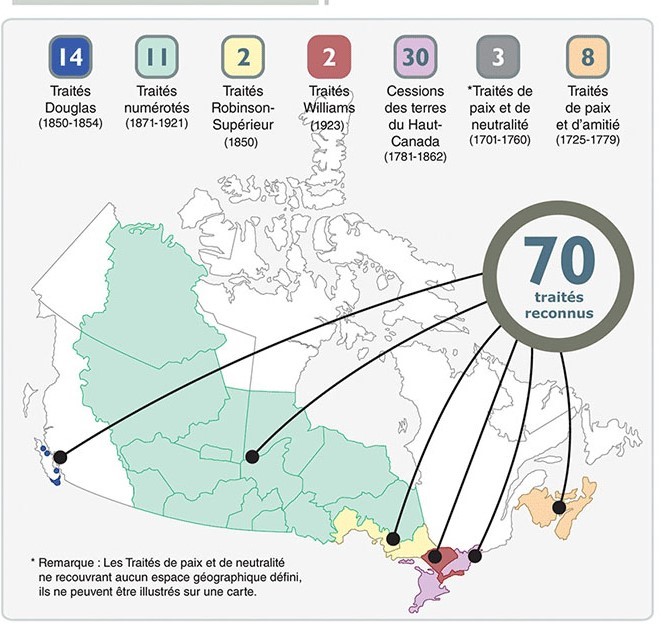 14
Traités
Douglas
(1850-1854)
11
Traités
numérotés
(1871-1921)
2
Traités
Robinson-
Supérieur
(1850)
2
Traités
Williams
(1923)
30
Cessions
des terres
du Haut-
Canada
(1781-1862)
3
*Traités de
paix et de
neutralité
(1701-1760)
8
Traités
de paix
et d'amitié
(1725-1779)
70
traités
reconnus
* Remarque : Les Traités de paix et de neutralité
ne recouvrant aucun espace géographique défini,
ils ne peuvent être illustrés sur une carte.